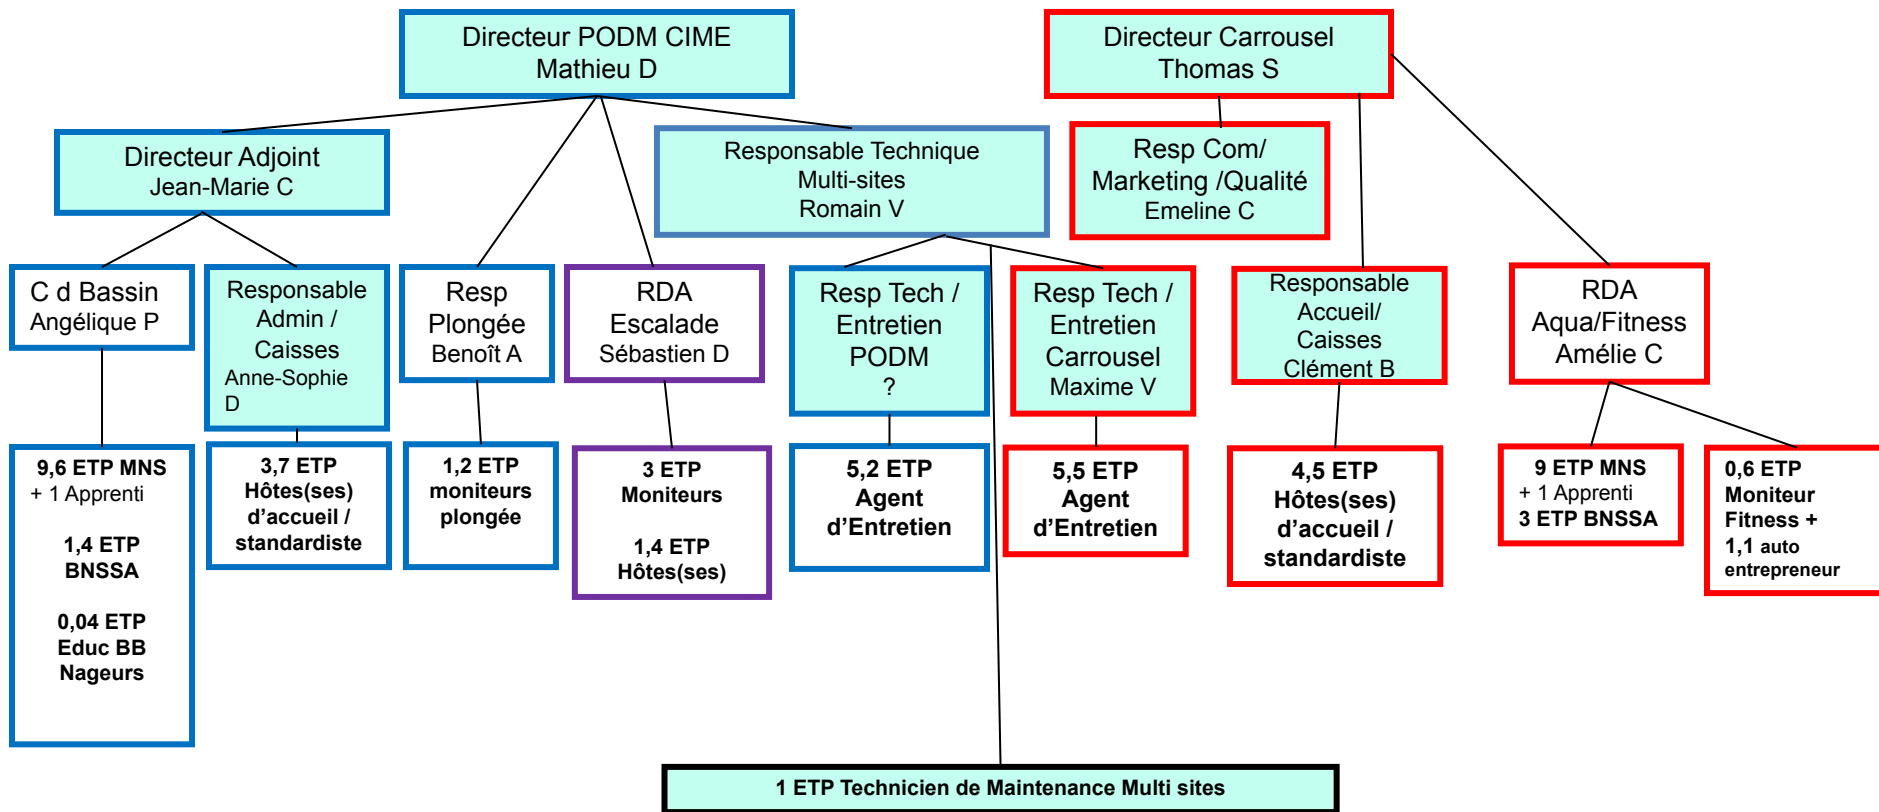 Directeur PODM CIME
Mathieu D
Directeur Carrousel
Thomas S
Directeur Adjoint
Jean-Marie C
Responsable Technique
Multi-sites
Romain V
Resp Com/
Marketing /Qualité
Emeline C
C d Bassin
Angélique P
Responsable
Admin /
Caisses
Anne-Sophie
D
Resp
Plongée
Benoît A
RDA
Escalade
Sébastien D
Resp Tech /
Entretien
PODM
?
Resp Tech /
Entretien
Carrousel
Maxime V
Responsable
Accueil/
Caisses
Clément B
RDA
Aqua/Fitness
Amélie C
9,6 ETP MNS
+ 1 Apprenti
1,4 ETP
BNSSA
0,04 ETP
Educ BB
Nageurs
3,7 ETP
Hôtes(ses)
d’accueil /
standardiste
1,2 ETP
moniteurs
plongée
3 ETP
Moniteurs
1,4 ETP
Hôtes(ses)
5,2 ETP
Agent
d’Entretien
5,5 ETP
Agent
d’Entretien
4,5 ETP
Hôtes(ses)
d’accueil /
standardiste
9 ETP MNS
+ 1 Apprenti
3 ETP BNSSA
0,6 ETP
Moniteur
Fitness +
1,1 auto
entrepreneur
1 ETP Technicien de Maintenance Multi sites